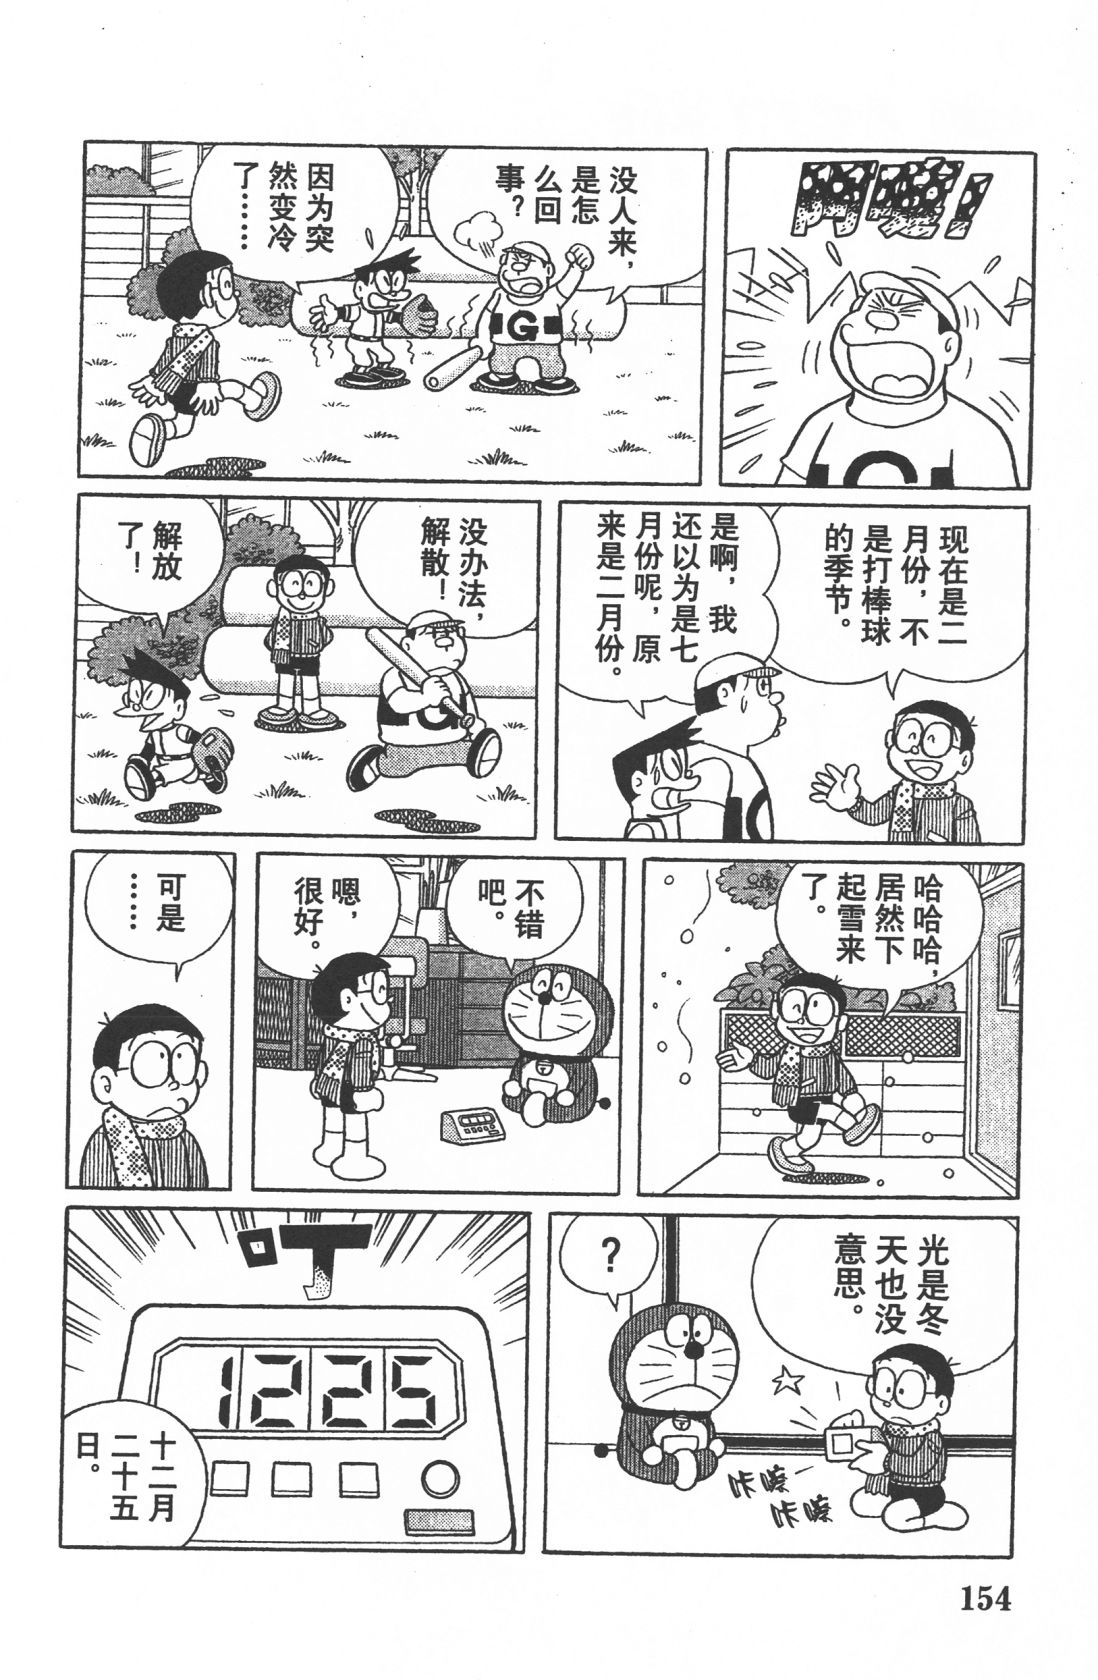 阿嚏!
没人来,
是怎
么回
事?
因为突
然变冷
了……
现在是二
月份,不
是打棒球
的季节。
是啊,我
还以为是七
月份呢,原
来是二月份。
没办法,
解散!
解放
了!
哈哈哈,
居然下
起雪来
了。
不错
吧。
嗯,
很好。
可是
……
光是冬
天也没
意思。
?
咔嚓
咔嚓
叮
1225
十二月
二十五
日。
154